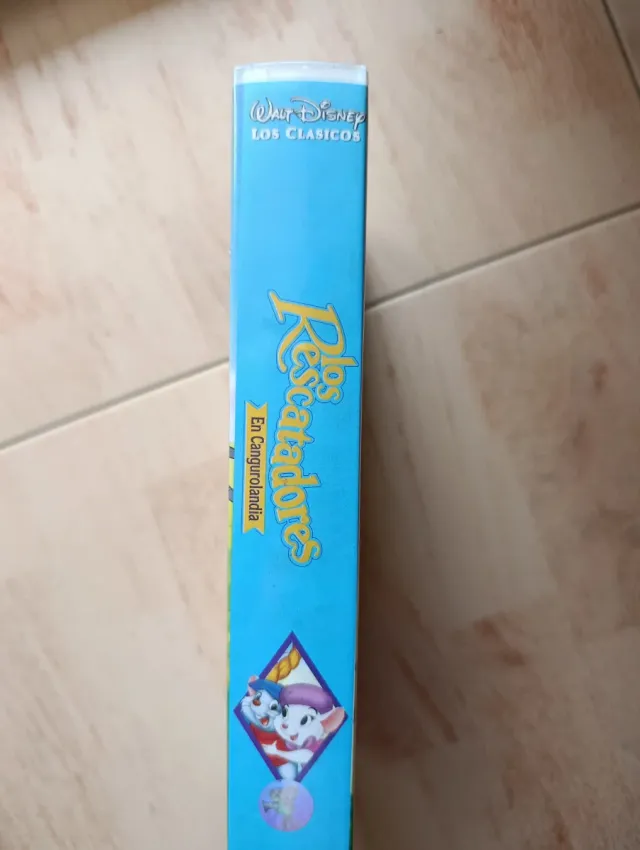 WALT DISNEY
LOS CLASICOS
los
Rescatadores
En Cangurolandia